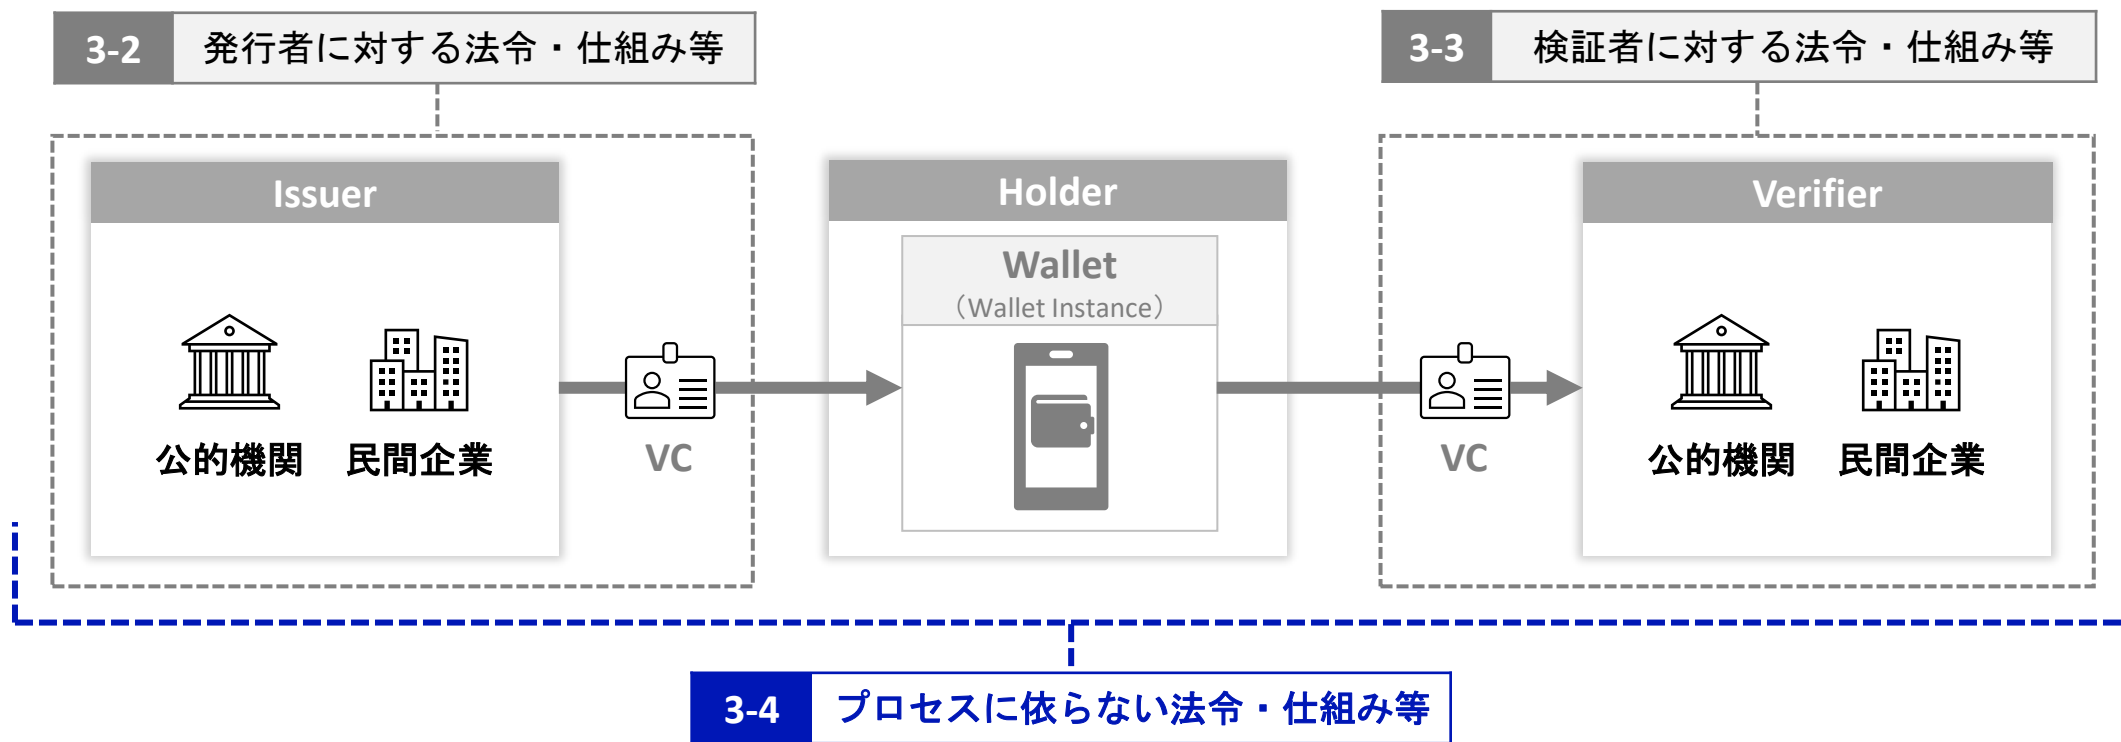 3-2 発行者に対する法令・仕組み等
3-3 検証者に対する法令・仕組み等
Issuer
公的機関 民間企業
VC
Holder
Wallet
（Wallet Instance）
VC
Verifier
公的機関 民間企業
3-4 プロセスに依らない法令・仕組み等